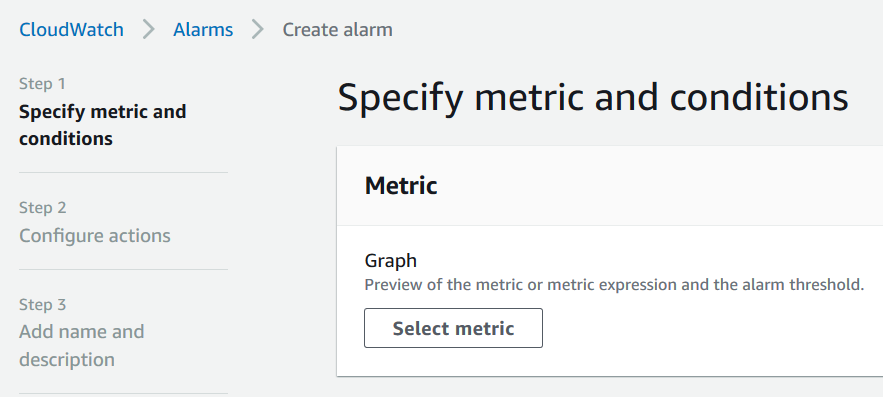 CloudWatch > Alarms > Create alarm
Step 1
Specify metric and
conditions
Step 2
Configure actions
Step 3
Add name and
description
Specify metric and conditions
Metric
Graph
Preview of the metric or metric expression and the alarm threshold.
Select metric